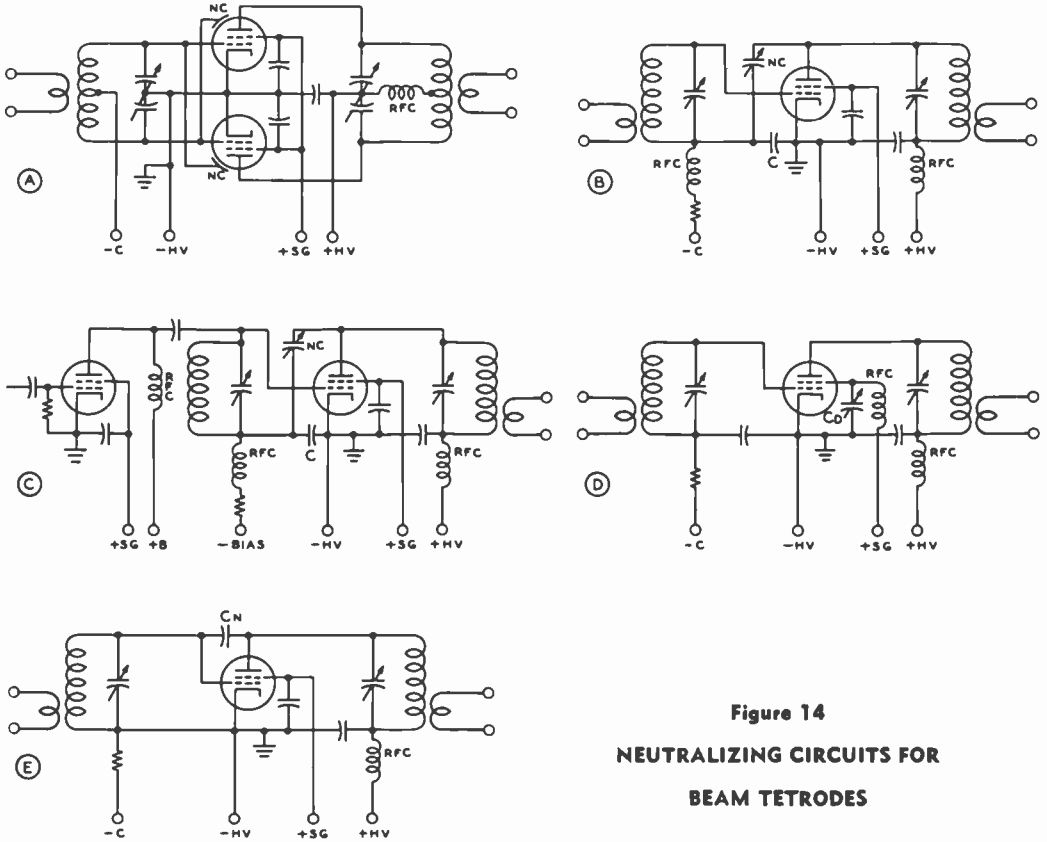 NC
NC
RFC
A
-C
-HV
+SG
+HV
NC
C
RFC
RFC
B
-C
-HV
+SG
+HV
RFC
NC
C
RFC
RFC
C
+SG
+B
-BIAS
-HV
+SG
+HV
RFC
CD
RFC
D
-C
-HV
+SG
+HV
CN
RFC
E
-C
-HV
+SG
+HV
Figure 14
NEUTRALIZING CIRCUITS FOR
BEAM TETRODES